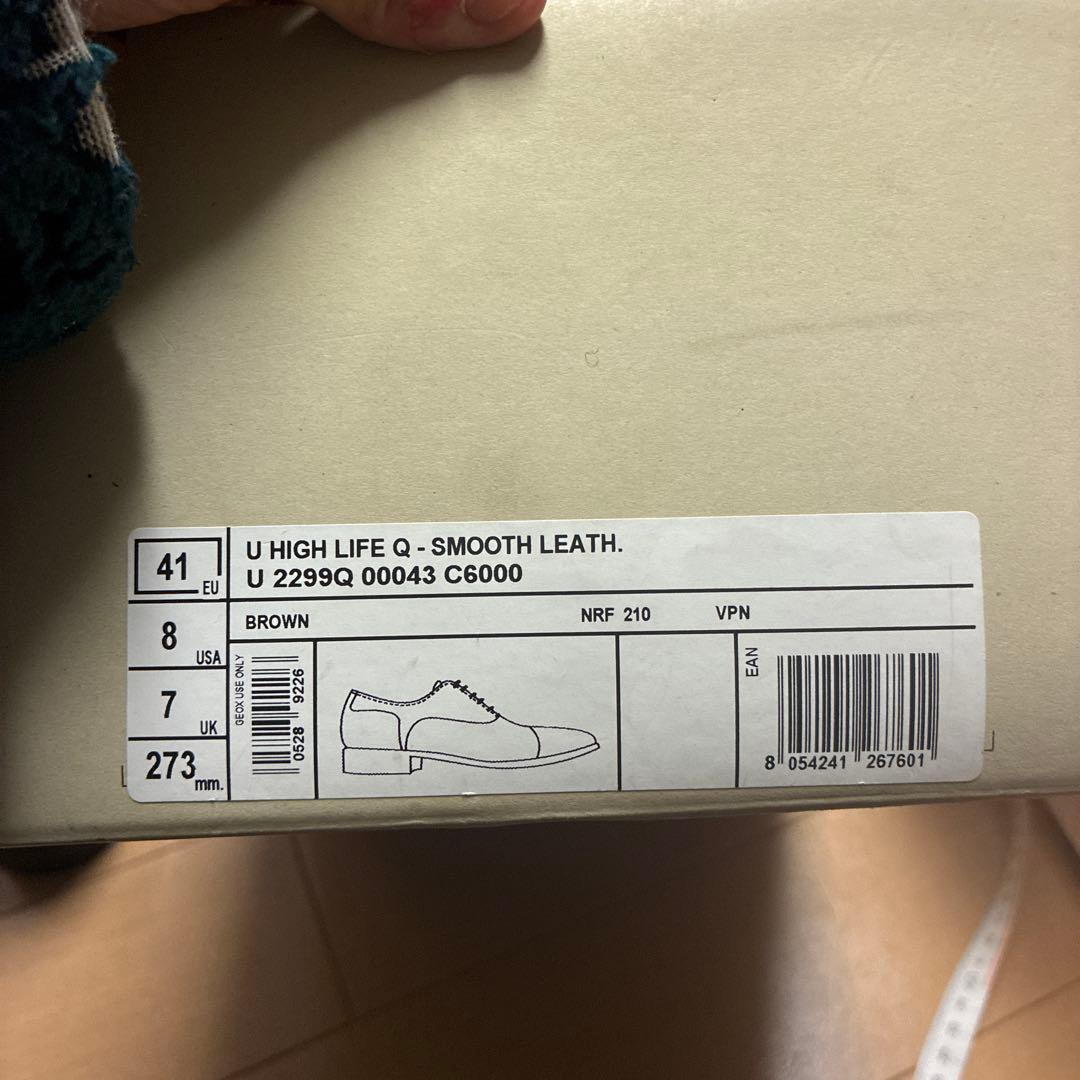 41 EU
U HIGH LIFE Q - SMOOTH LEATH.
U 2299Q 00043 C6000
8 USA
BROWN NRF 210 VPN
7 UK
273 mm.
GEOX USE ONLY
0528 9226
EAN
8 054241 267601